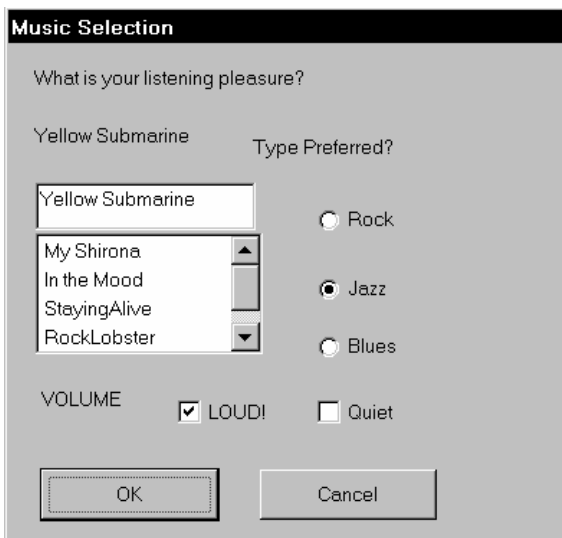 Music Selection
What is your listening pleasure?
Yellow Submarine
Type Preferred?
Yellow Submarine
My Shirona
In the Mood
StayingAlive
RockLobster
Rock
Jazz
Blues
VOLUME LOUD! Quiet
OK Cancel